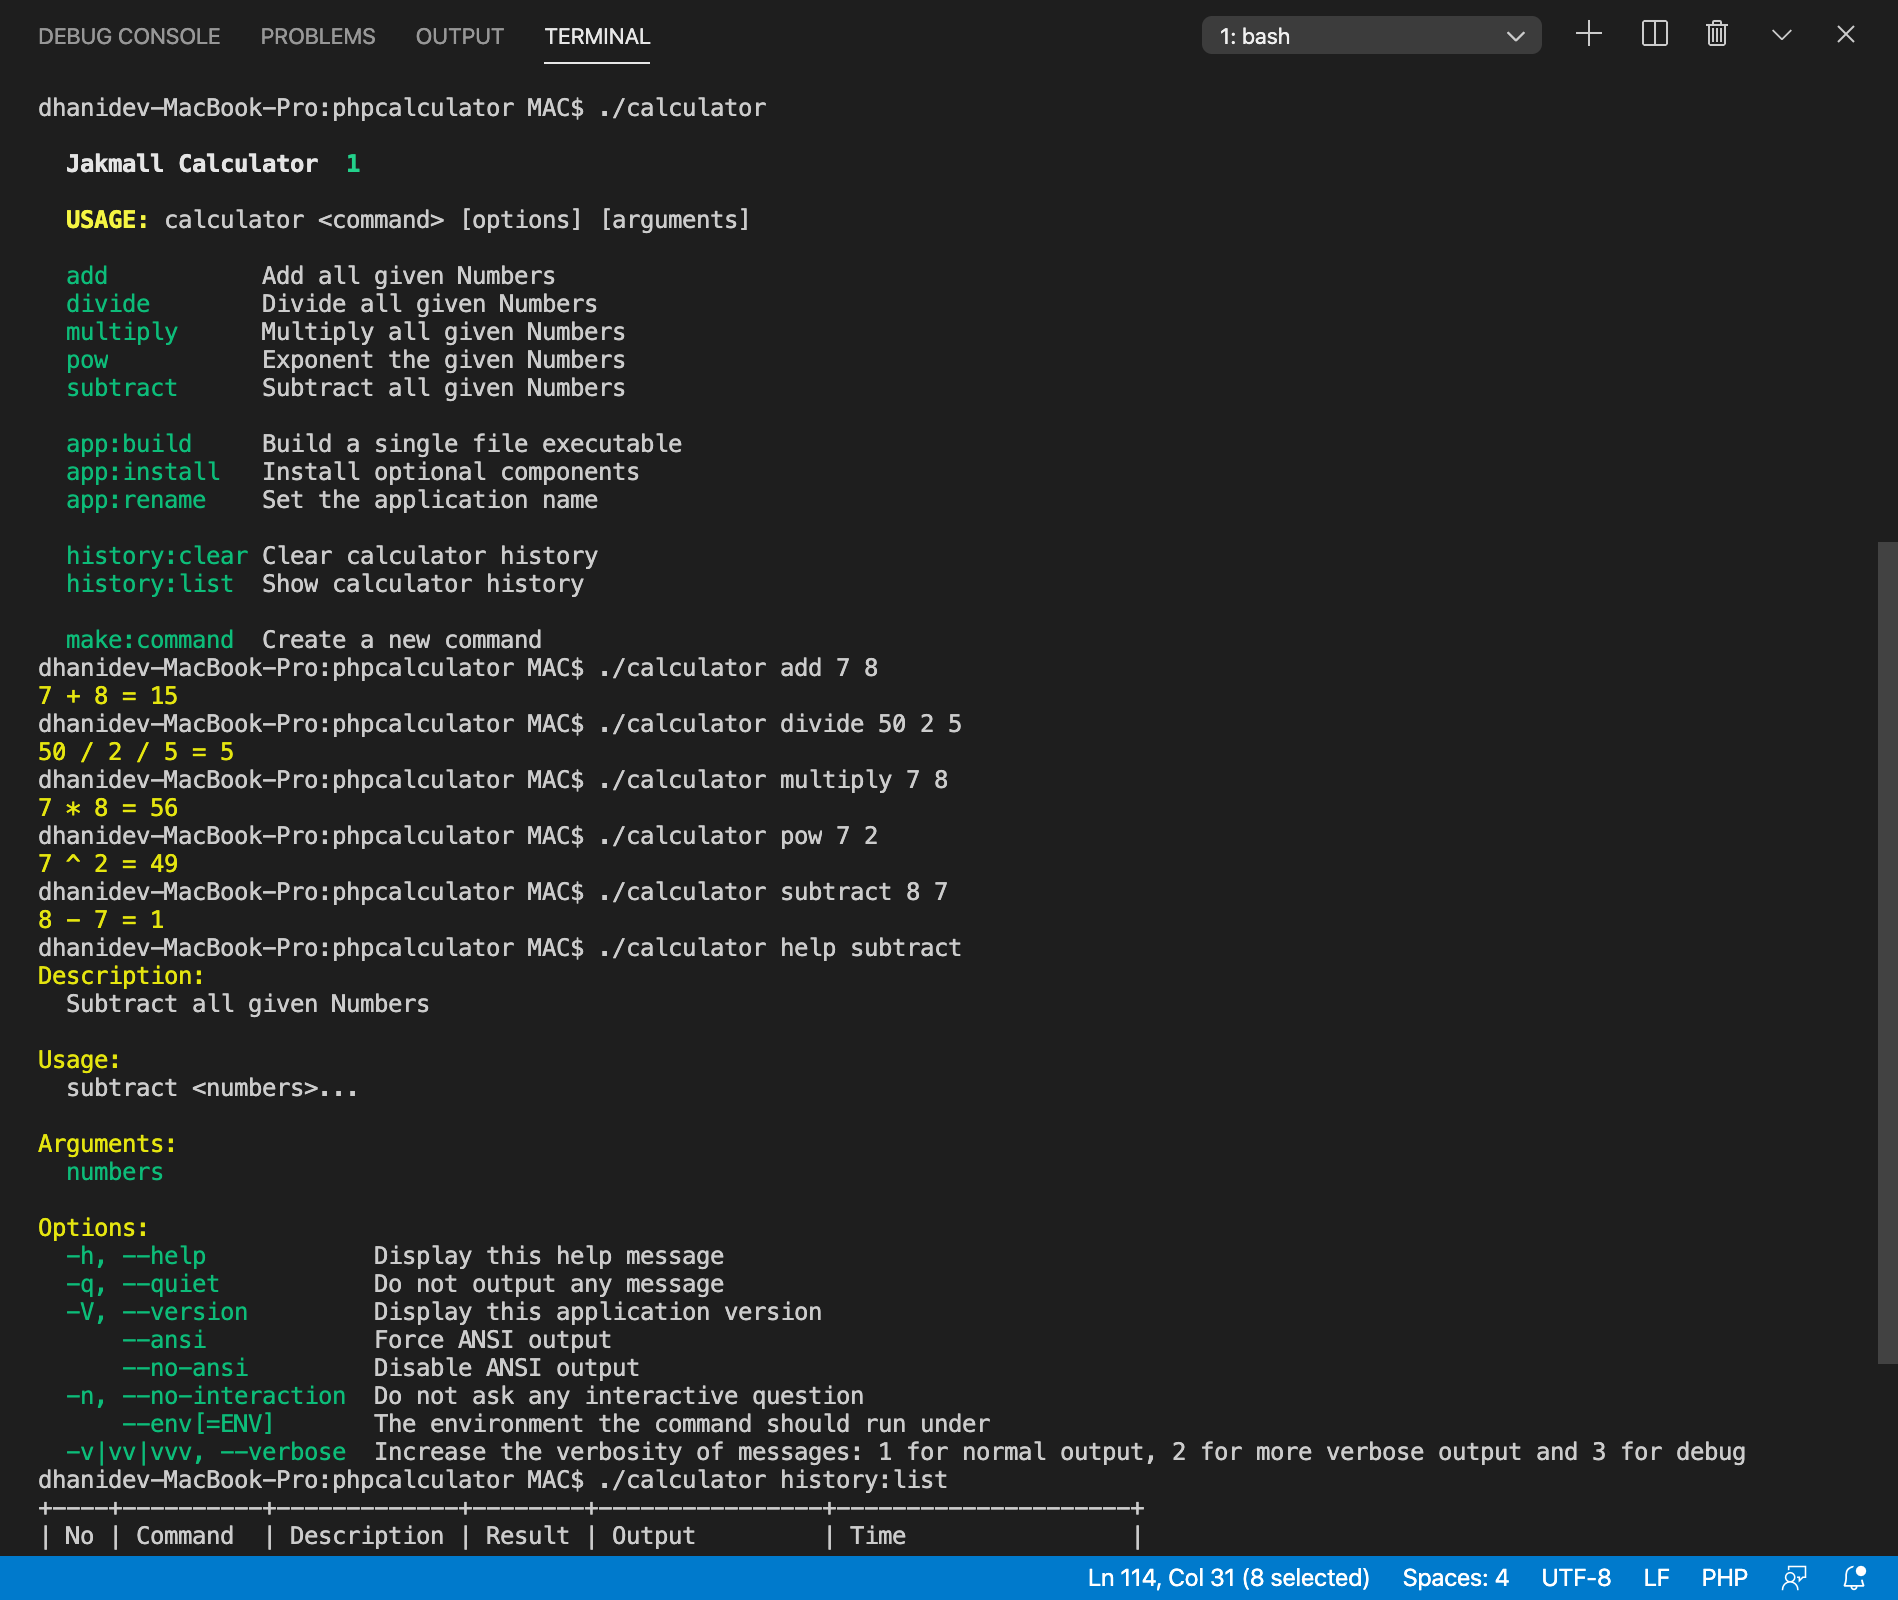 DEBUG CONSOLE PROBLEMS OUTPUT TERMINAL 1: bash
dhanidev-MacBook-Pro:phpcalculator MAC$ ./calculator
Jakmall Calculator 1
USAGE: calculator <command> [options] [arguments]
add Add all given Numbers
divide Divide all given Numbers
multiply Multiply all given Numbers
pow Exponent the given Numbers
subtract Subtract all given Numbers
app:build Build a single file executable
app:install Install optional components
app:rename Set the application name
history:clear Clear calculator history
history:list Show calculator history
make:command Create a new command
dhanidev-MacBook-Pro:phpcalculator MAC$ ./calculator add 7 8
7 + 8 = 15
dhanidev-MacBook-Pro:phpcalculator MAC$ ./calculator divide 50 2 5
50 / 2 / 5 = 5
dhanidev-MacBook-Pro:phpcalculator MAC$ ./calculator multiply 7 8
7 * 8 = 56
dhanidev-MacBook-Pro:phpcalculator MAC$ ./calculator pow 7 2
7 ^ 2 = 49
dhanidev-MacBook-Pro:phpcalculator MAC$ ./calculator subtract 8 7
8 - 7 = 1
dhanidev-MacBook-Pro:phpcalculator MAC$ ./calculator help subtract
Description:
Subtract all given Numbers
Usage:
subtract <numbers>...
Arguments:
numbers
Options:
-h, --help Display this help message
-q, --quiet Do not output any message
-V, --version Display this application version
--ansi Force ANSI output
--no-ansi Disable ANSI output
-n, --no-interaction Do not ask any interactive question
--env[=ENV] The environment the command should run under
-v|vv|vvv, --verbose Increase the verbosity of messages: 1 for normal output, 2 for more verbose output and 3 for debug
dhanidev-MacBook-Pro:phpcalculator MAC$ ./calculator history:list
+----+----------+-------------+--------+----------------+---------------------+
| No | Command | Description | Result | Output | Time |
Ln 114, Col 31 (8 selected) Spaces: 4 UTF-8 LF PHP